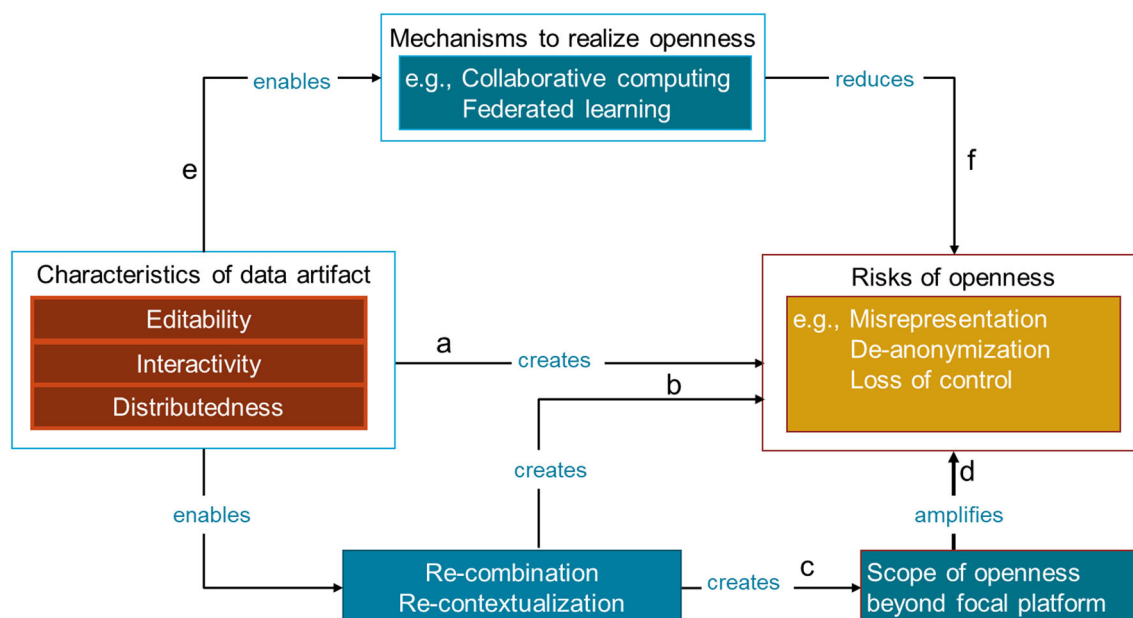 Mechanisms to realize openness
e.g., Collaborative computing
Federated learning
enables
reduces
e
f
Characteristics of data artifact
Editability
Interactivity
Distributedness
a
creates
b
Risks of openness
e.g., Misrepresentation
De-anonymization
Loss of control
creates
d
enables
amplifies
Re-combination
Re-contextualization
creates
c
Scope of openness
beyond focal platform